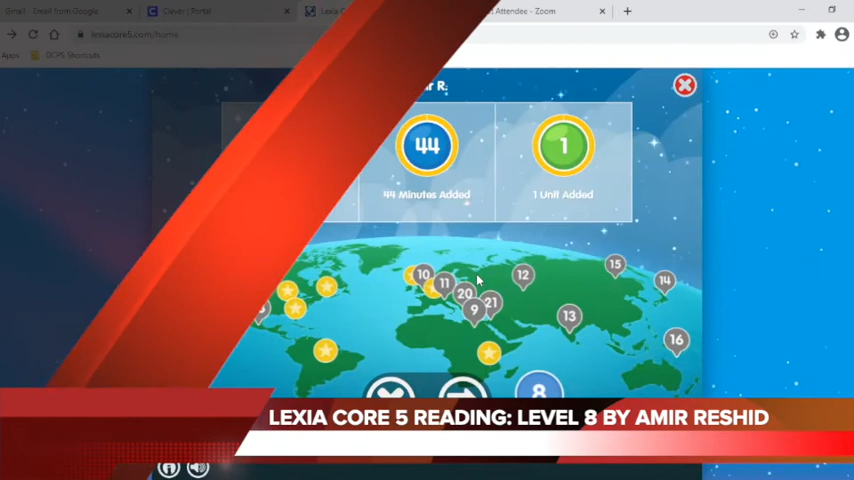 Gmail - Email from Google
Clever | Portal
Lexia C
t Attendee - Zoom
lexiacore5.com/home
Apps
DCPS Shortcuts
ir R.
44
1
44 Minutes Added
1 Unit Added
10
11
12
15
14
20
21
9
13
16
8
LEXIA CORE 5 READING: LEVEL 8 BY AMIR RESHID